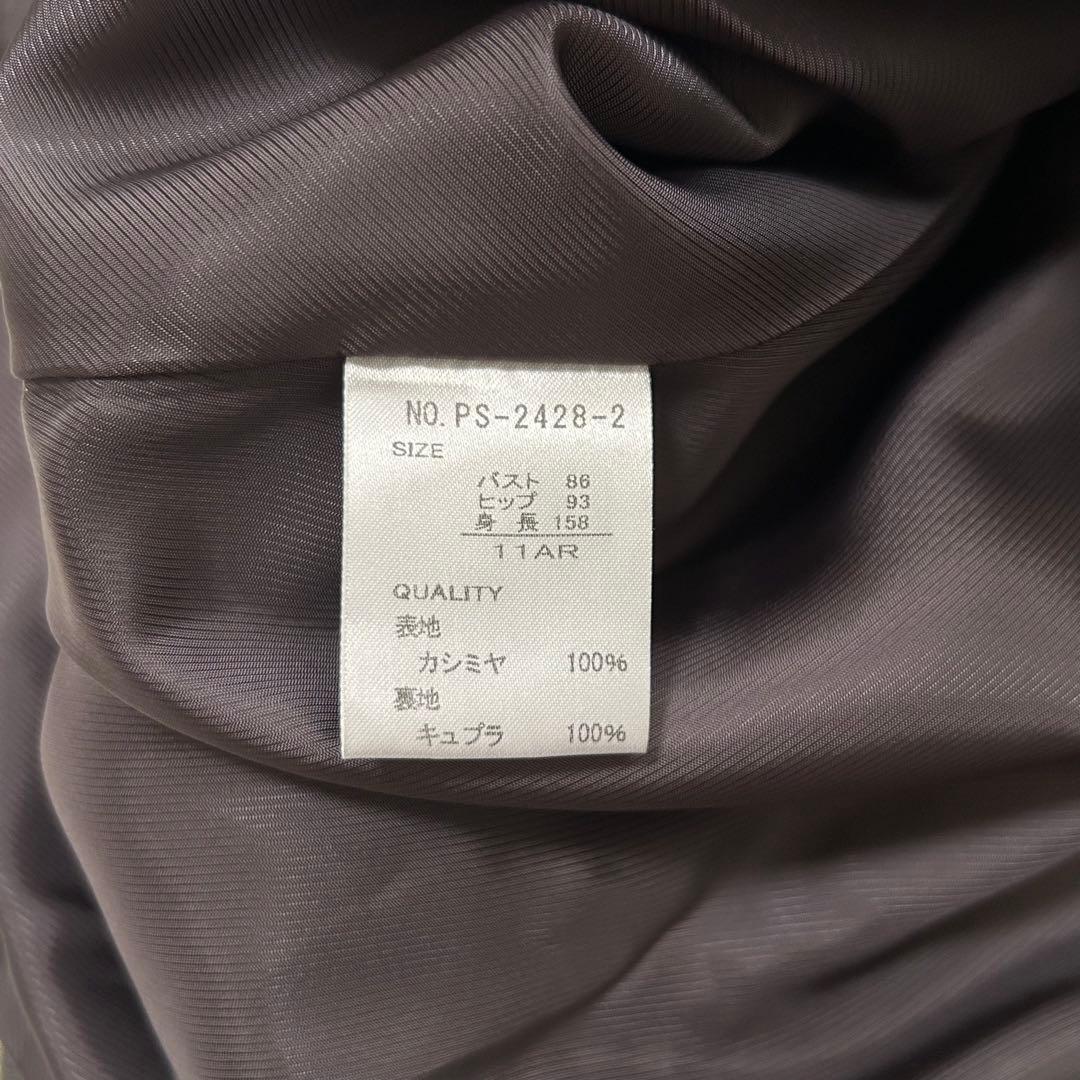 NO. PS-2428-2
SIZE
バスト 86
ヒップ 93
身長 158
11AR
QUALITY
表地
カシミヤ 100%
裏地
キュプラ 100%